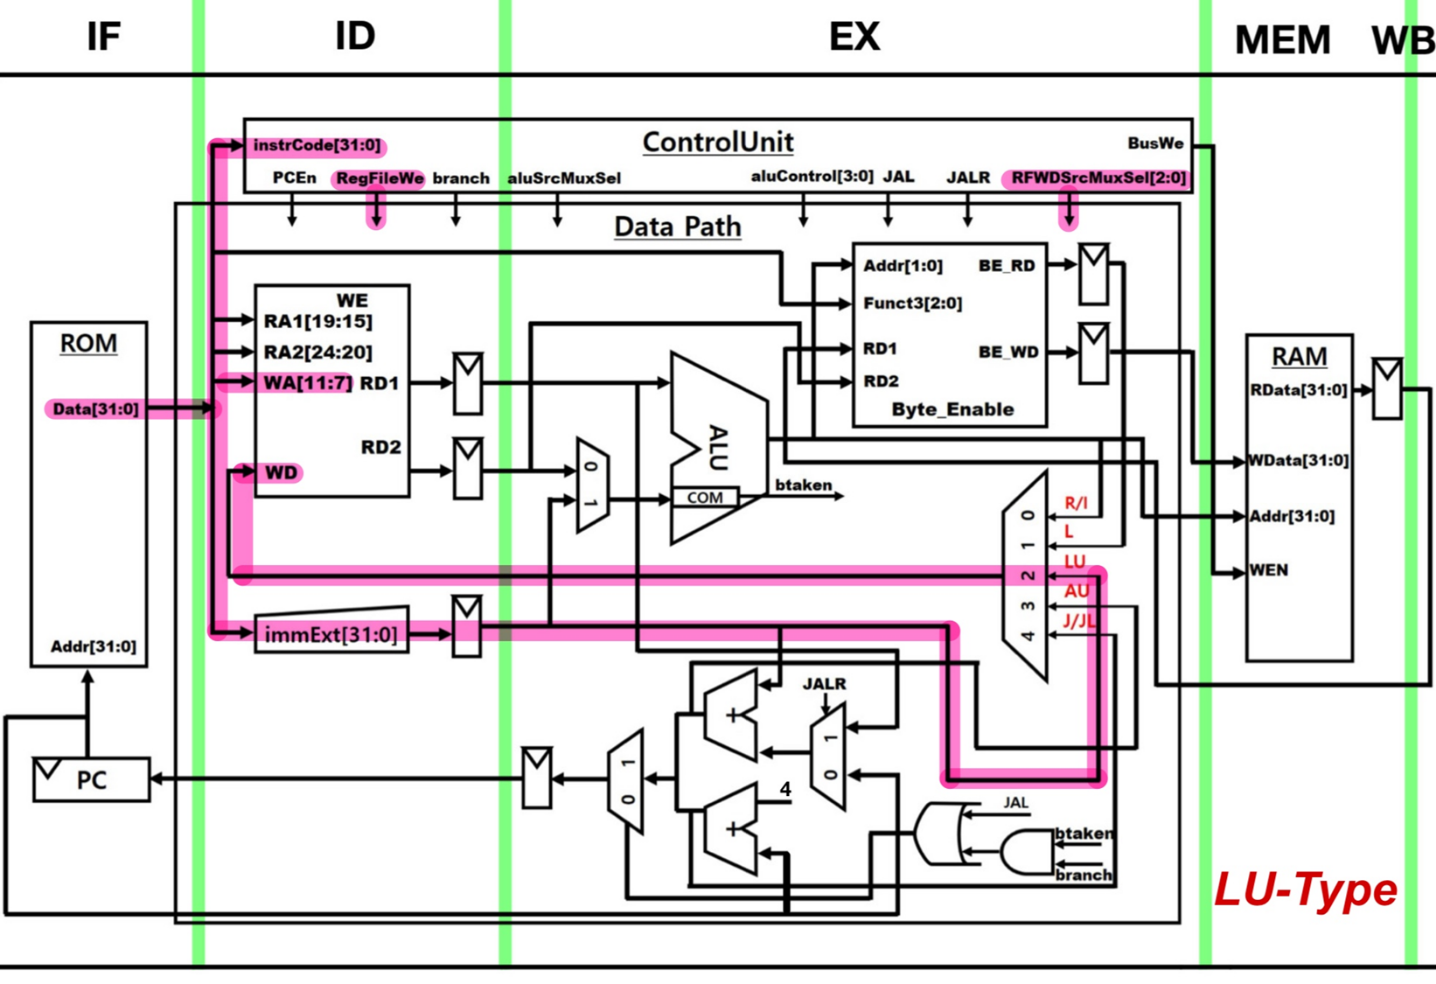 IF
ID
EX
MEM
WB
instrCode[31:0]
ControlUnit
BusWe
PCEn
RegFileWe
branch
aluSrcMuxSel
aluControl[3:0]
JAL
JALR
RFWDSrcMuxSel[2:0]
Data Path
ROM
Data[31:0]
Addr[31:0]
PC
WE
RA1[19:15]
RA2[24:20]
WA[11:7]
RD1
RD2
WD
immExt[31:0]
0
1
ALU
COM
btaken
Addr[1:0]
BE_RD
Funct3[2:0]
RD1
BE_WD
RD2
Byte_Enable
0
1
2
3
4
R/I
L
LU
AU
J/JL
RAM
RData[31:0]
WData[31:0]
Addr[31:0]
WEN
JALR
1
0
+
4
+
1
0
JAL
btaken
branch
LU-Type